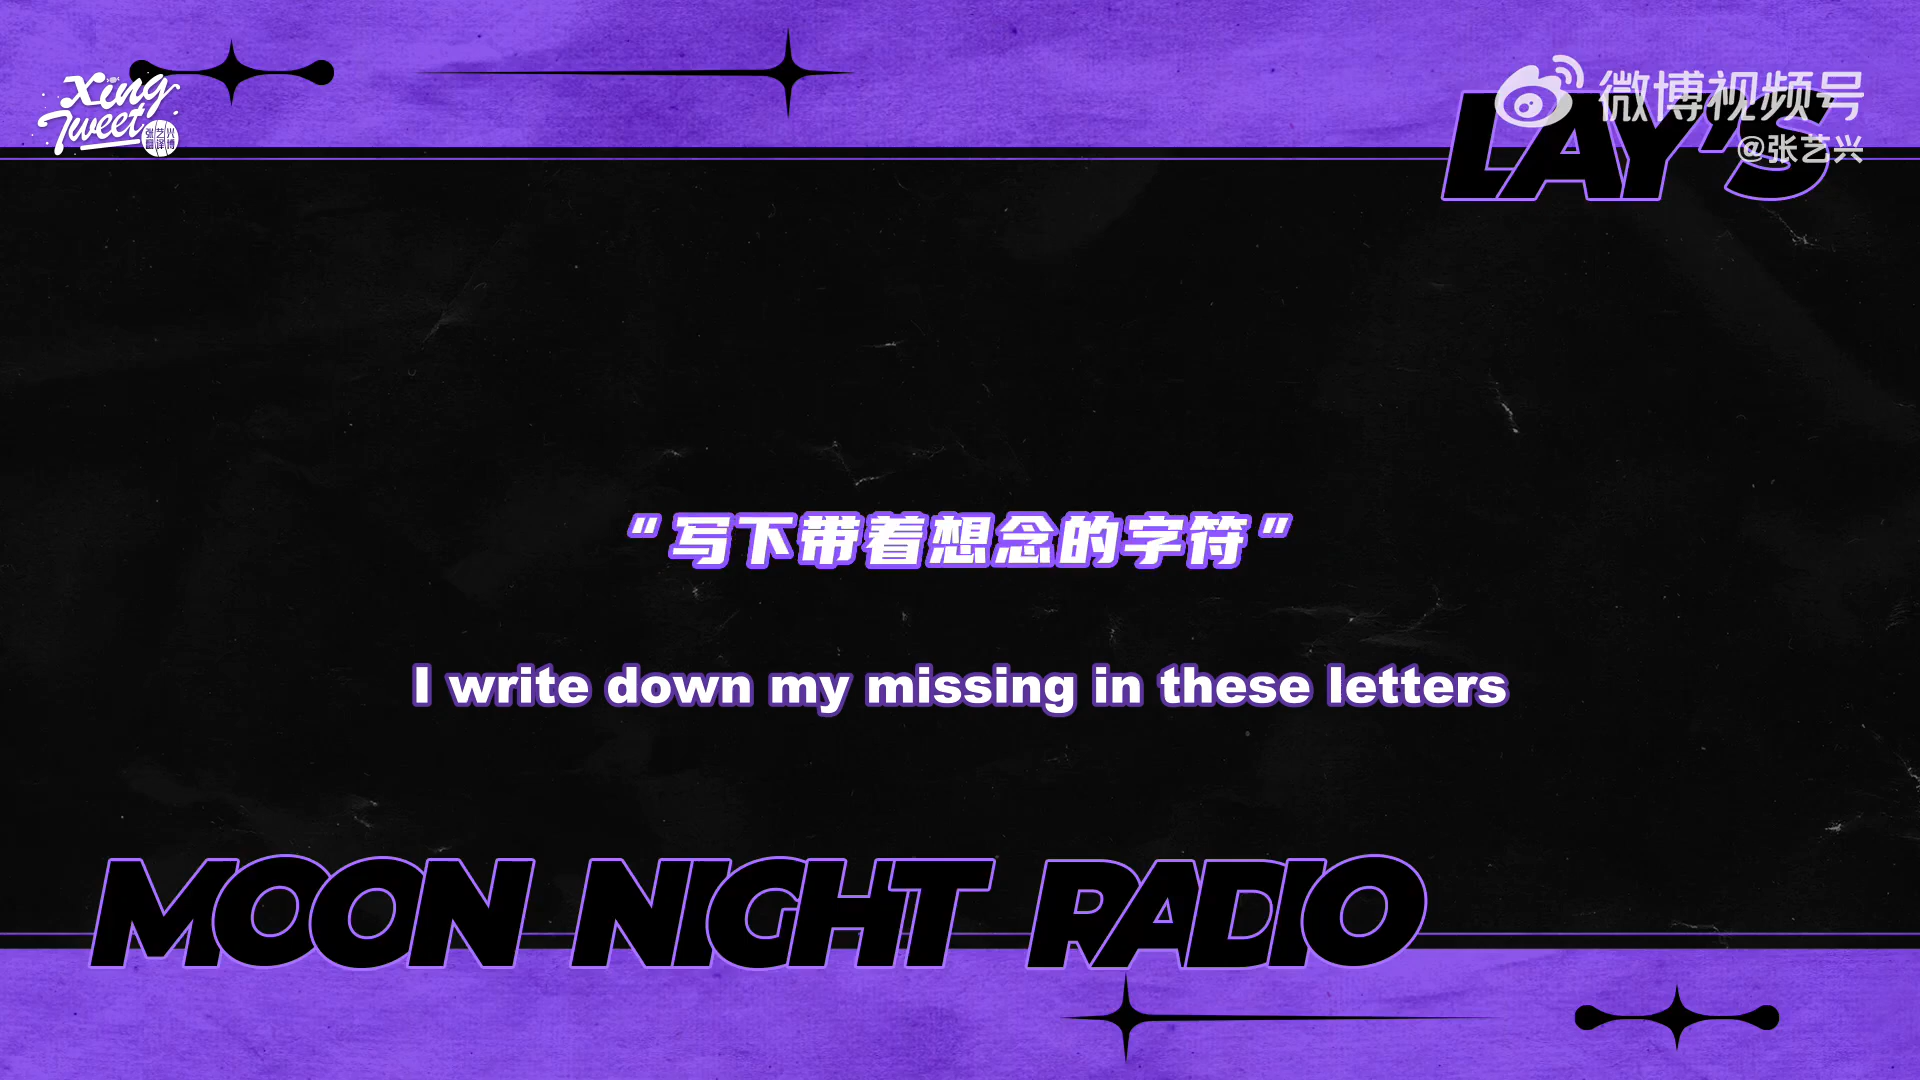 Xing
Tweet
张艺兴
翻译博
微博视频号
LAY'S
@张艺兴
“写下带着想念的字符”
I write down my missing in these letters
MOON NIGHT RADIO